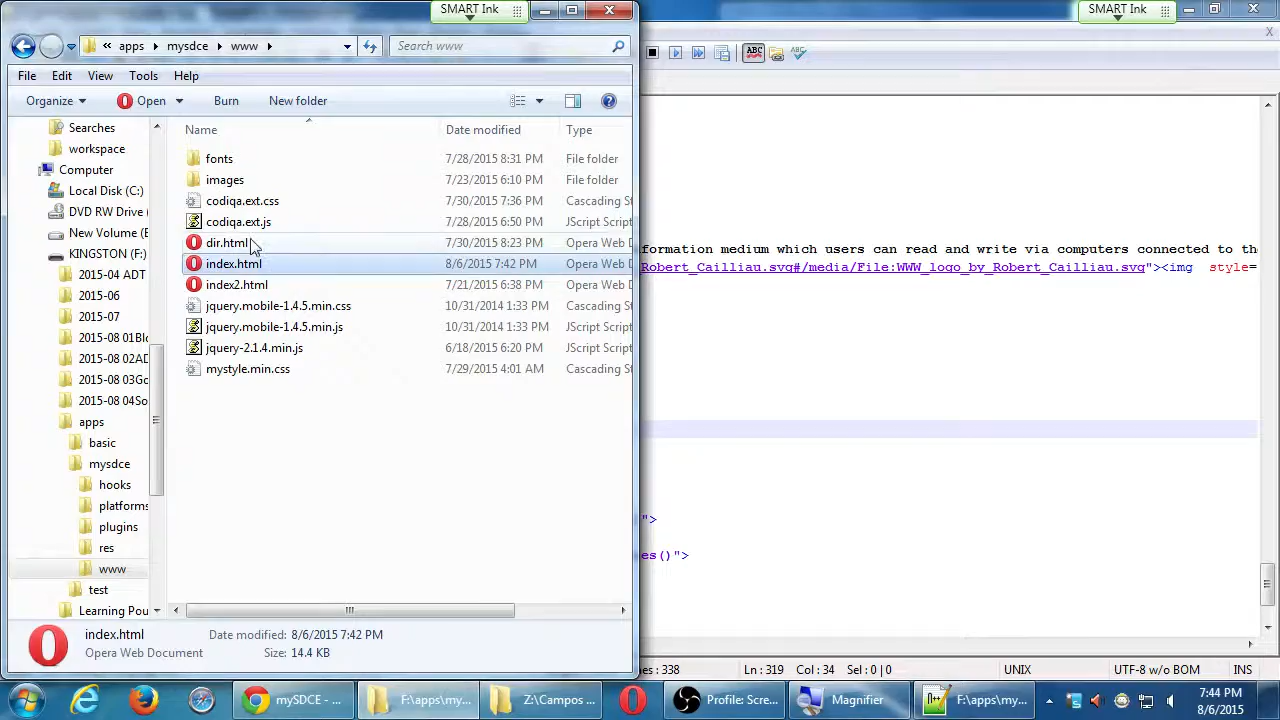 SMART Ink
SMART Ink
« apps mysdce www
Search www
File Edit View Tools Help
Organize Open Burn New folder
Name Date modified Type
Searches
workspace
Computer
Local Disk (C:)
DVD RW Drive (
New Volume (E
KINGSTON (F:)
2015-04 ADT
2015-06
2015-07
2015-08 01Blo
2015-08 02AD
2015-08 03Go
2015-08 04So
apps
basic
mysdce
hooks
platforms
plugins
res
www
test
Learning Pou
fonts 7/28/2015 8:31 PM File folder
images 7/23/2015 6:10 PM File folder
codiqa.ext.css 7/30/2015 7:36 PM Cascading St
codiqa.ext.js 7/28/2015 6:50 PM JScript Script
dir.html 7/30/2015 8:23 PM Opera Web D
index.html 8/6/2015 7:42 PM Opera Web D
index2.html 7/21/2015 6:38 PM Opera Web D
jquery.mobile-1.4.5.min.css 10/31/2014 1:33 PM Cascading St
jquery.mobile-1.4.5.min.js 10/31/2014 1:33 PM JScript Script
jquery-2.1.4.min.js 6/18/2015 6:20 PM JScript Script
mystyle.min.css 7/29/2015 4:01 AM Cascading St
index.html Date modified: 8/6/2015 7:42 PM
Opera Web Document Size: 14.4 KB
ABC
ABC
formation medium which users can read and write via computers connected to the
Robert_Cailliau.svg#/media/File:WWW_logo_by_Robert_Cailliau.svg"><img style=
">
es()">
es : 338 Ln : 319 Col : 34 Sel : 0 | 0 UNIX UTF-8 w/o BOM INS
mySDCE - ... F:\apps\my... Z:\Campos ... Profile: Scre... Magnifier F:\apps\my...
7:44 PM
8/6/2015